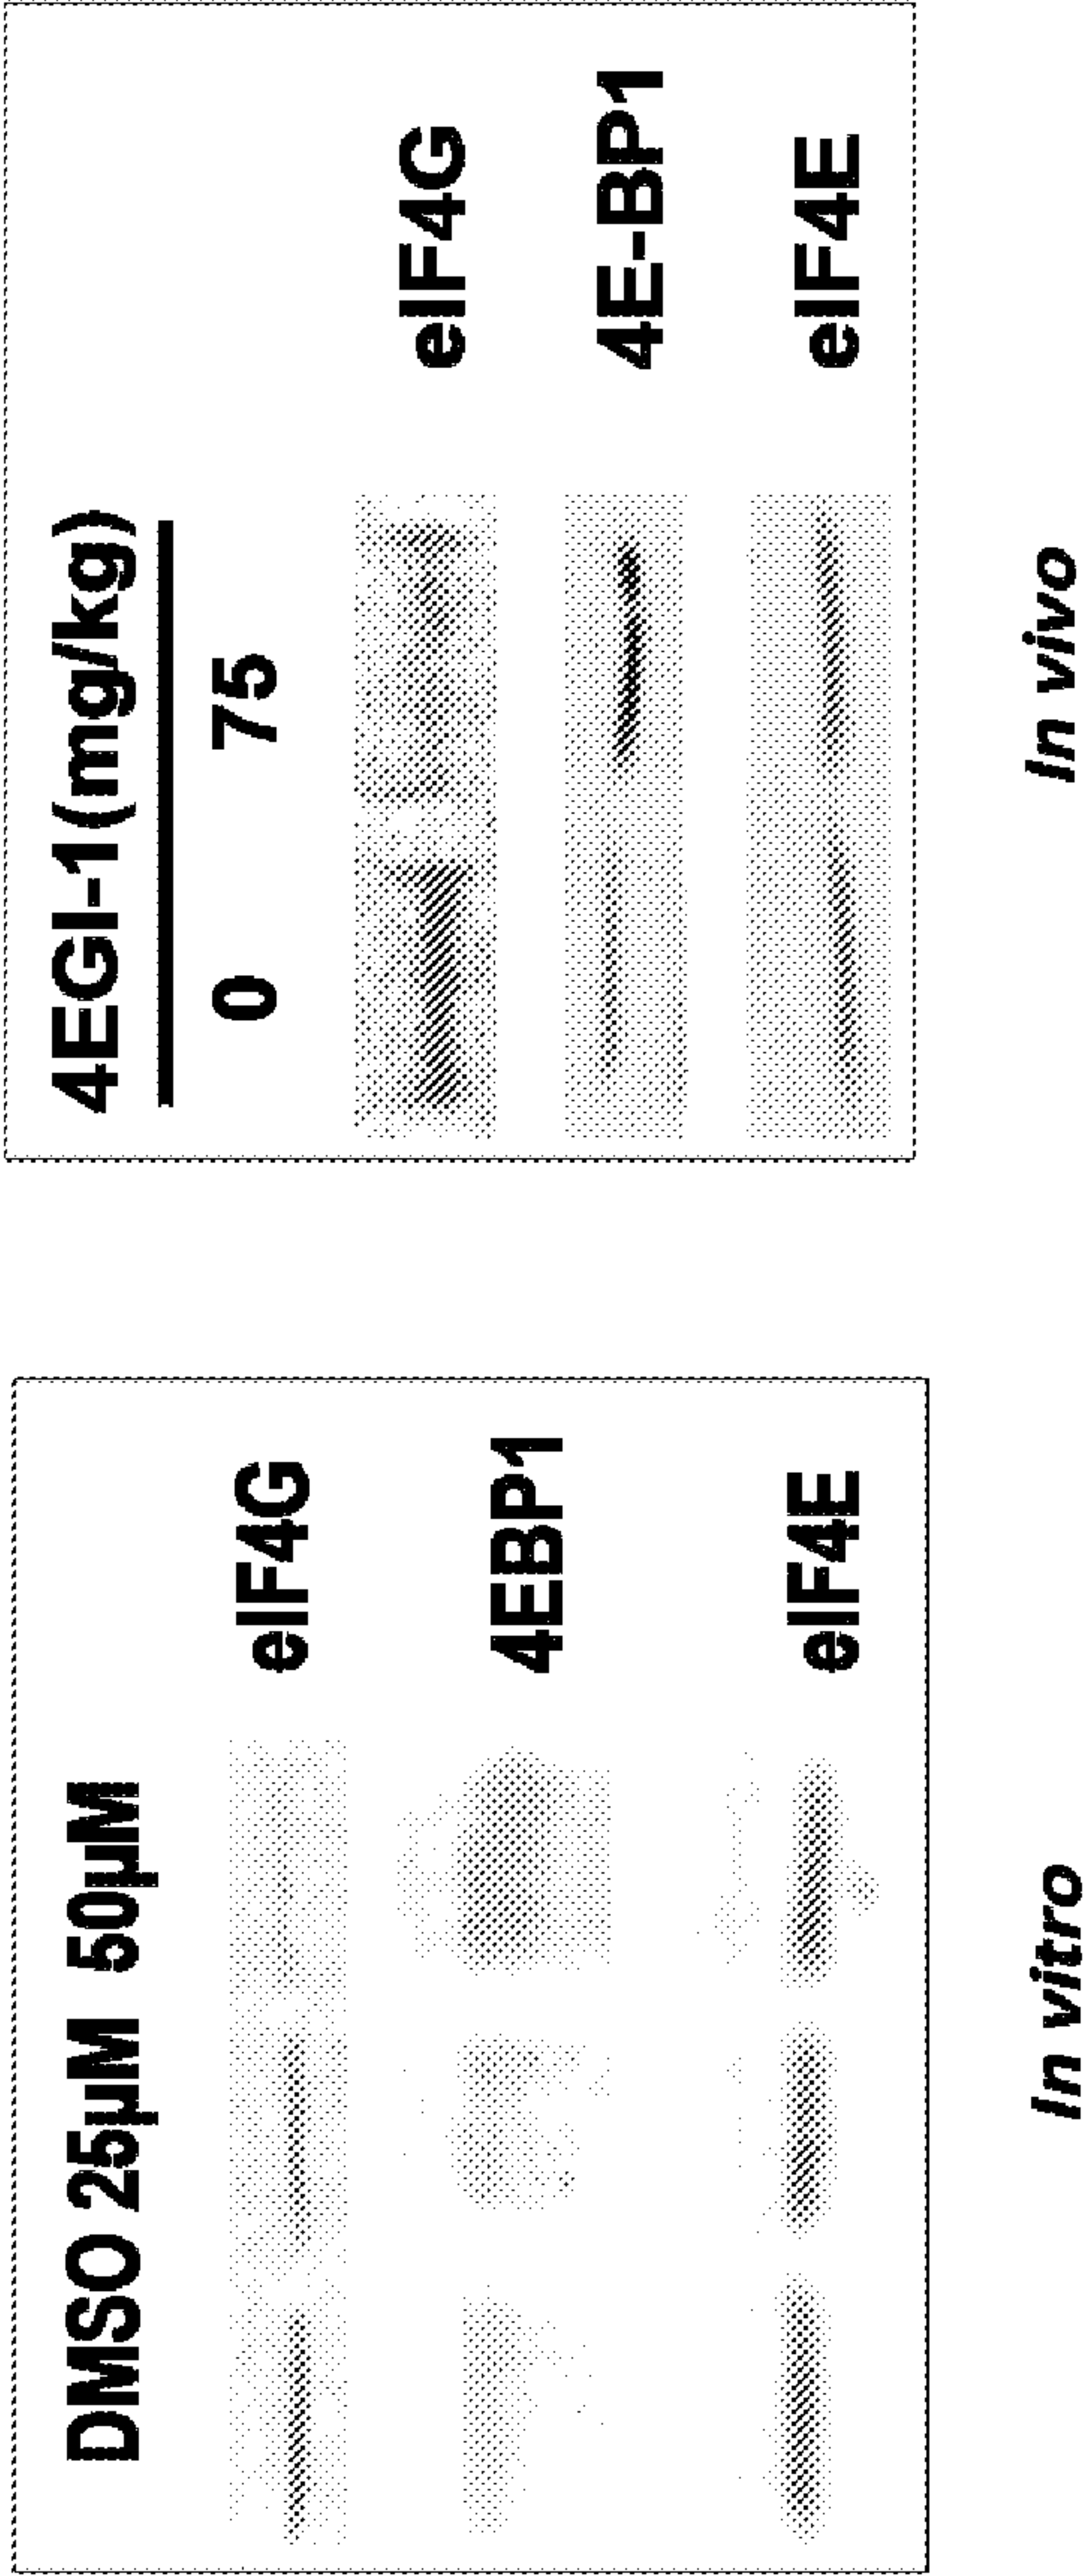 DMSO 25µM 50µM
eIF4G
4EBP1
eIF4E
In vitro
4EGI-1(mg/kg)
0 75
eIF4G
4E-BP1
eIF4E
In vivo